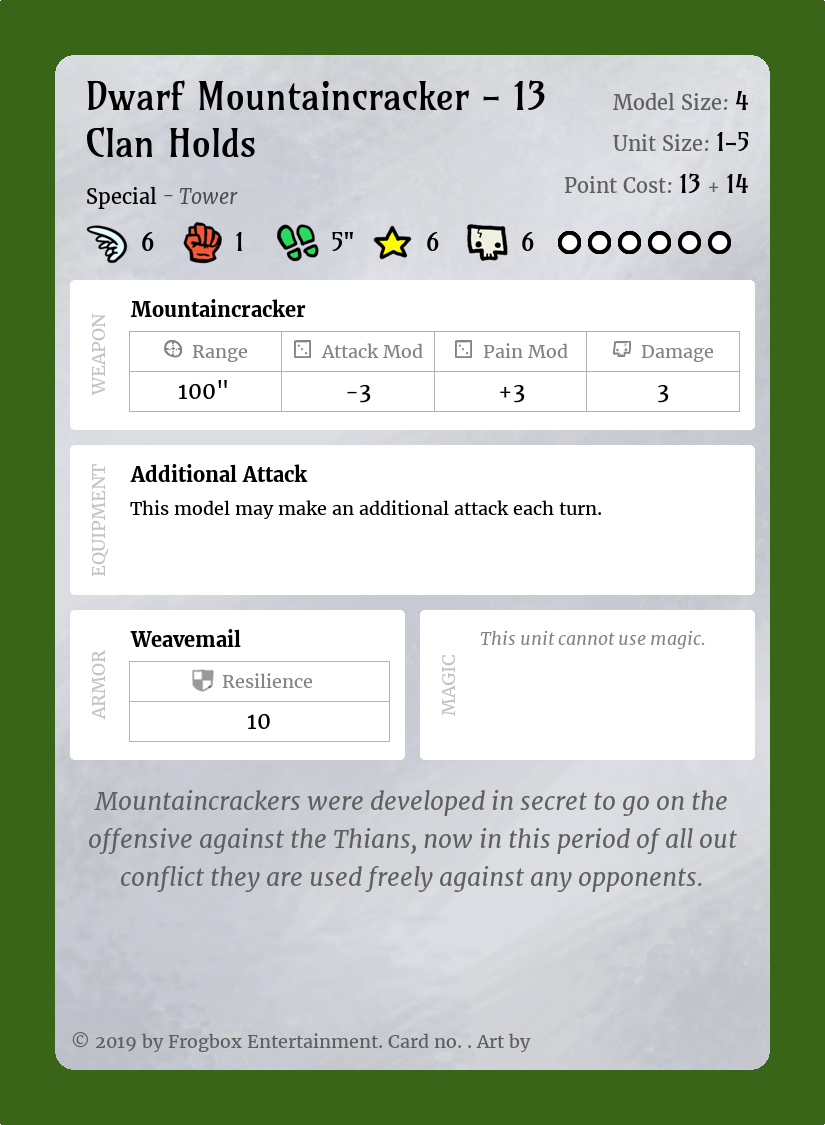 Dwarf Mountaincracker – 13
Clan Holds
Special – Tower
Model Size: 4
Unit Size: 1–5
Point Cost: 13 + 14
6 1 5" 6 6
WEAPON
Mountaincracker
Range Attack Mod Pain Mod Damage
100" -3 +3 3
EQUIPMENT
Additional Attack
This model may make an additional attack each turn.
ARMOR
Weavemail
Resilience
10
MAGIC
This unit cannot use magic.
Mountaincrackers were developed in secret to go on the
offensive against the Thians, now in this period of all out
conflict they are used freely against any opponents.
© 2019 by Frogbox Entertainment. Card no. . Art by